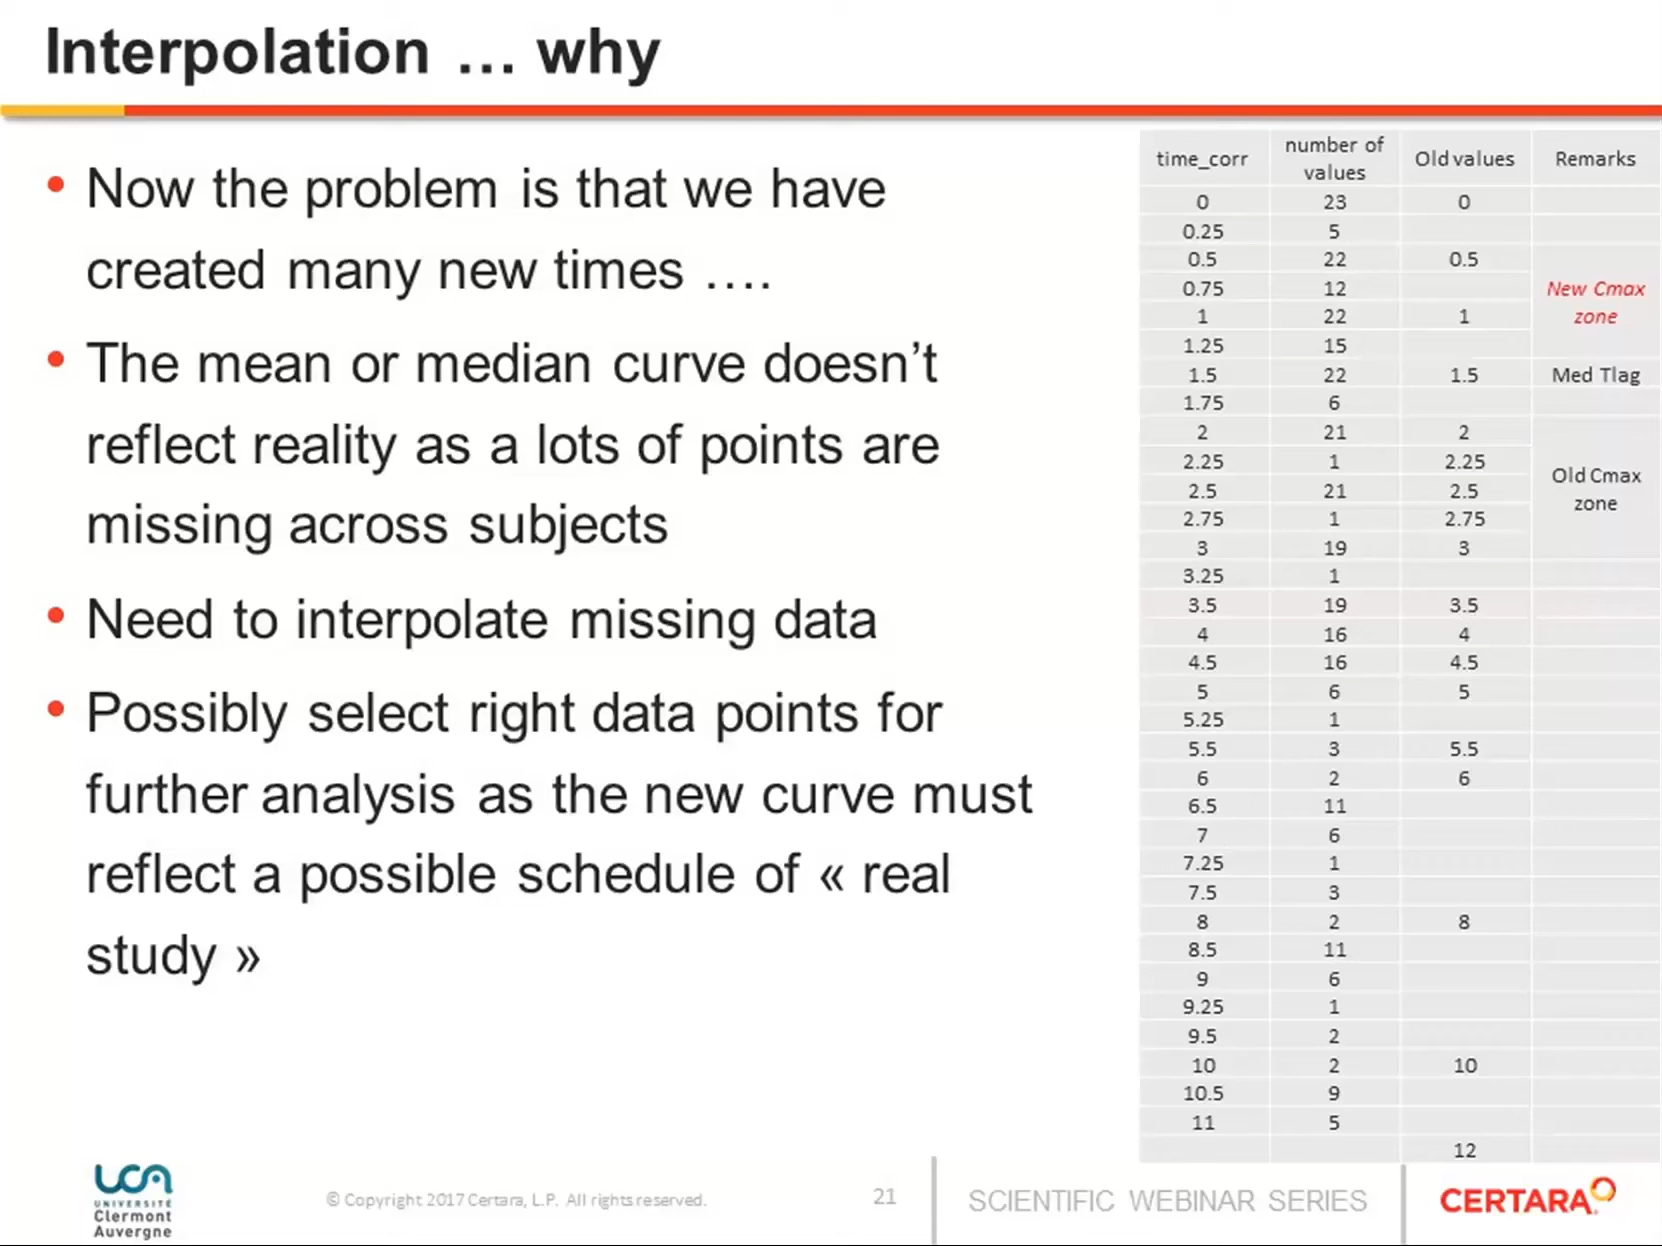 Interpolation … why
• Now the problem is that we have
created many new times ….
• The mean or median curve doesn’t
reflect reality as a lots of points are
missing across subjects
• Need to interpolate missing data
• Possibly select right data points for
further analysis as the new curve must
reflect a possible schedule of « real
study »
time_corr number of values Old values Remarks
0 23 0
0.25 5
0.5 22 0.5
0.75 12 New Cmax
1 22 1 zone
1.25 15
1.5 22 1.5 Med Tlag
1.75 6
2 21 2
2.25 1 2.25
2.5 21 2.5 Old Cmax
2.75 1 2.75 zone
3 19 3
3.25 1
3.5 19 3.5
4 16 4
4.5 16 4.5
5 6 5
5.25 1
5.5 3 5.5
6 2 6
6.5 11
7 6
7.25 1
7.5 3
8 2 8
8.5 11
9 6
9.25 1
9.5 2
10 2 10
10.5 9
11 5
12
UCA
UNIVERSITÉ
Clermont
Auvergne
© Copyright 2017 Certara, L.P. All rights reserved.
21
SCIENTIFIC WEBINAR SERIES
CERTARA